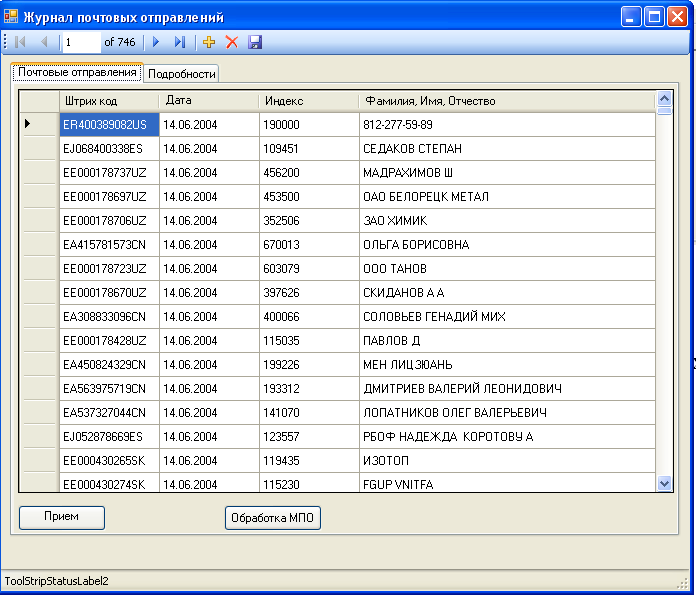 Журнал почтовых отправлений
1 of 746
Почтовые отправления Подробности
Штрих код Дата Индекс Фамилия, Имя, Отчество
ER400389082US 14.06.2004 190000 812-277-59-89
EJ068400338ES 14.06.2004 109451 СЕДАКОВ СТЕПАН
EE000178737UZ 14.06.2004 456200 МАДРАХИМОВ Ш
EE000178697UZ 14.06.2004 453500 ОАО БЕЛОРЕЦК МЕТАЛ
EE000178706UZ 14.06.2004 352506 ЗАО ХИМИК
EA415781573CN 14.06.2004 670013 ОЛЬГА БОРИСОВНА
EE000178723UZ 14.06.2004 603079 ООО ТАНОВ
EE000178670UZ 14.06.2004 397626 СКИДАНОВ А А
EA308833096CN 14.06.2004 400066 СОЛОВЬЕВ ГЕНАДИЙ МИХ
EE000178428UZ 14.06.2004 115035 ПАВЛОВ Д
EA450824329CN 14.06.2004 199226 МЕН ЛИЦЗЮАНЬ
EA563975719CN 14.06.2004 193312 ДМИТРИЕВ ВАЛЕРИЙ ЛЕОНИДОВИЧ
EA537327044CN 14.06.2004 141070 ЛОПАТНИКОВ ОЛЕГ ВАЛЕРЬЕВИЧ
EJ052878669ES 14.06.2004 123557 РБОФ НАДЕЖДА КОРОТОВУ А
EE000430265SK 14.06.2004 119435 ИЗОТОП
EE000430274SK 14.06.2004 115230 FGUP VNITFA
Прием Обработка МПО
ToolStripStatusLabel2